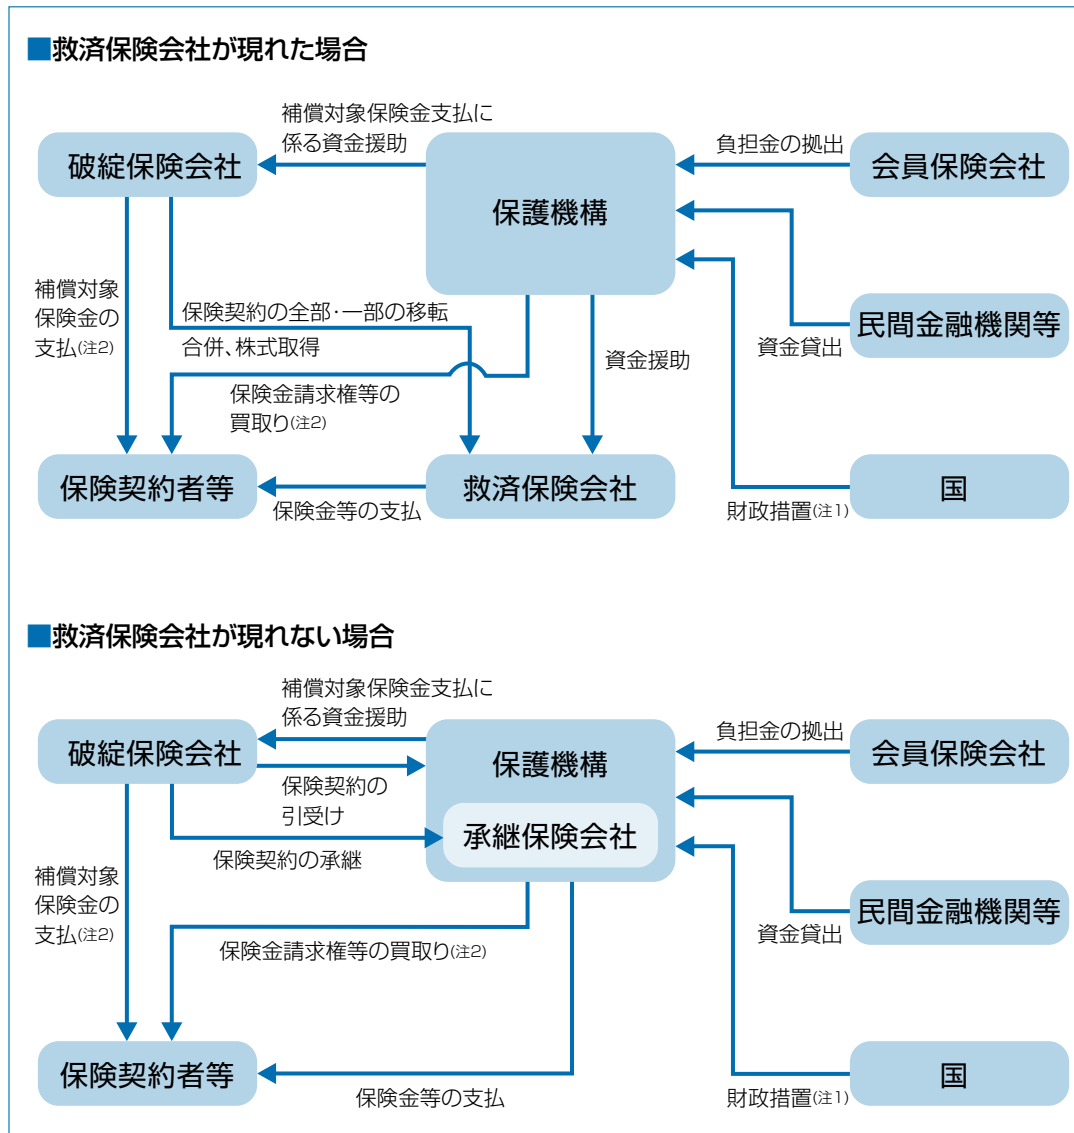 ■救済保険会社が現れた場合
補償対象保険金支払に
係る資金援助
負担金の拠出
破綻保険会社
保護機構
会員保険会社
補償対象
保険金の
支払(注2)
保険契約の全部・一部の移転
合併、株式取得
保険金請求権等の
買取り(注2)
資金援助
資金貸出
民間金融機関等
保険契約者等
保険金等の支払
救済保険会社
財政措置(注1)
国
■救済保険会社が現れない場合
補償対象保険金支払に
係る資金援助
負担金の拠出
破綻保険会社
保護機構
会員保険会社
保険契約の
引受け
承継保険会社
保険契約の承継
補償対象
保険金の
支払(注2)
保険金請求権等の買取り(注2)
資金貸出
民間金融機関等
保険契約者等
保険金等の支払
財政措置(注1)
国